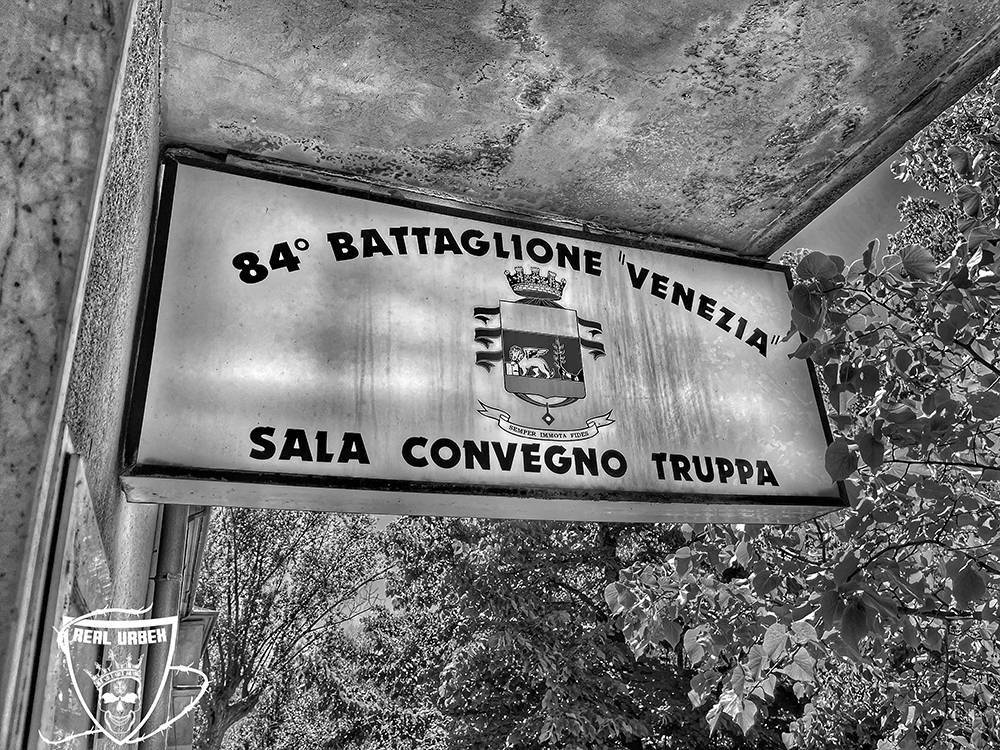 84° BATTAGLIONE "VENEZIA"
SEMPER IMMOTA FIDES
SALA CONVEGNO TRUPPA
REAL URBEX